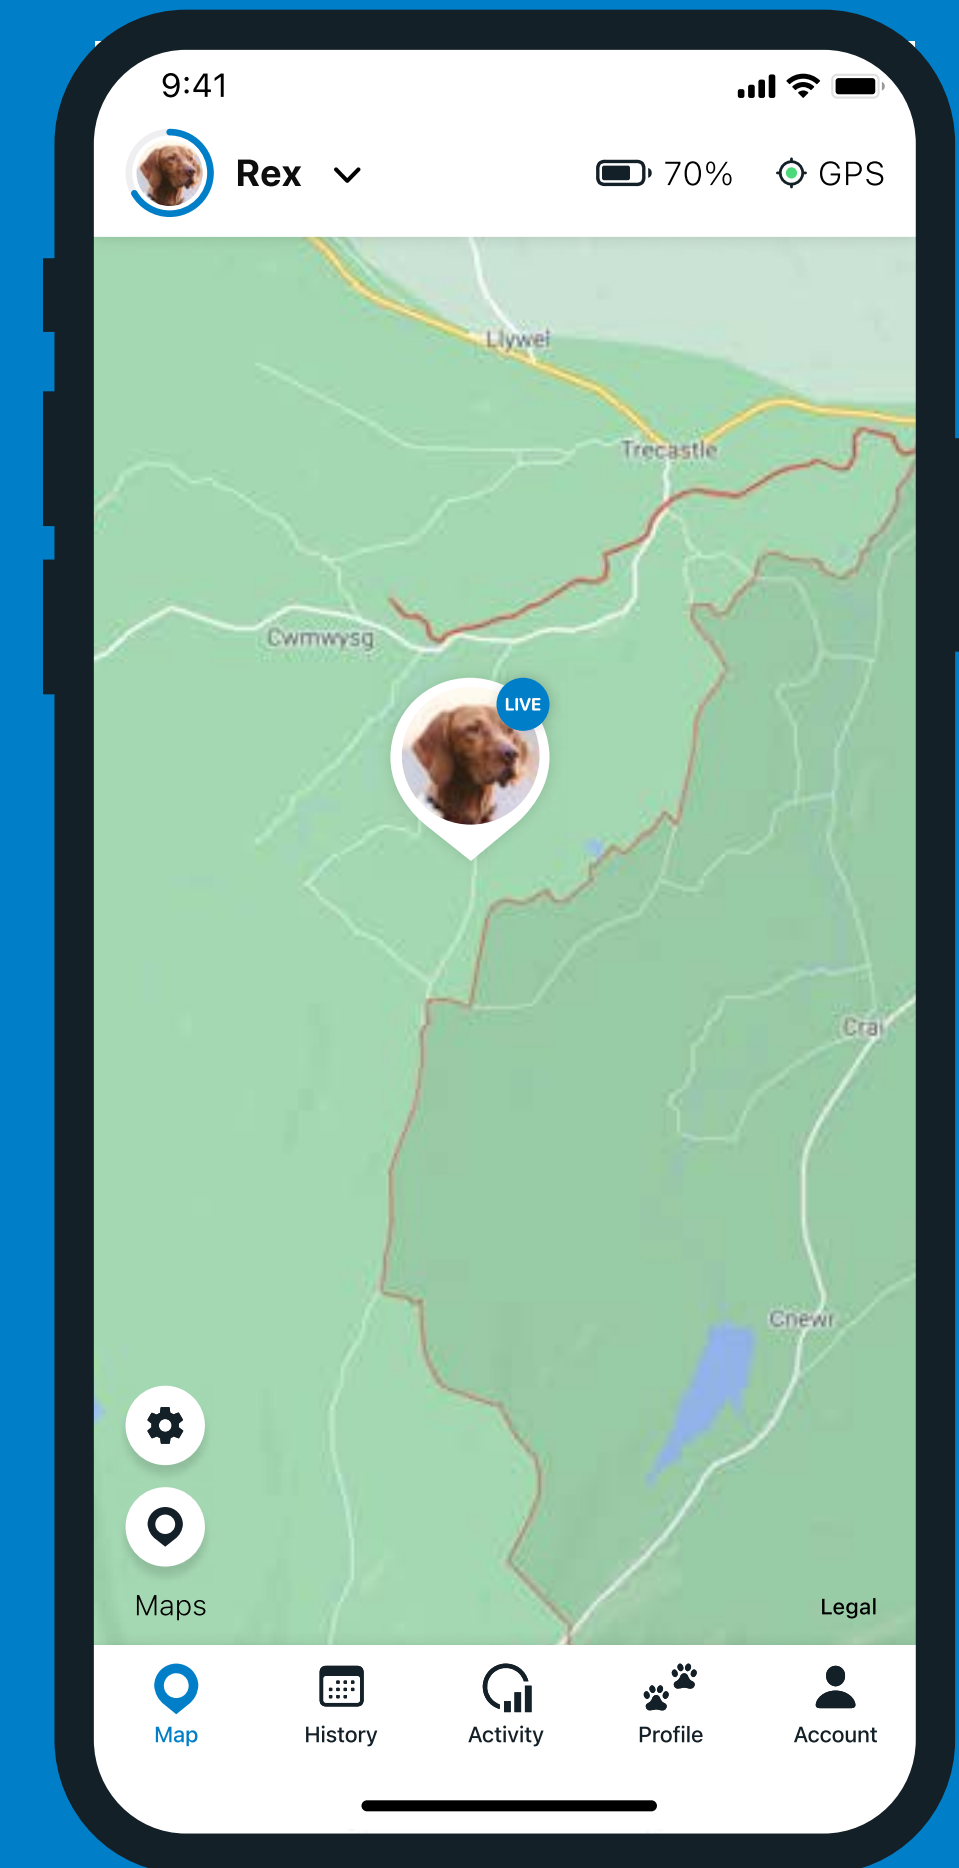 9:41
Rex 70% GPS
Llywel
Trecastle
Cwmwysg
LIVE
Crai
Cnewr
Maps
Legal
Map History Activity Profile Account